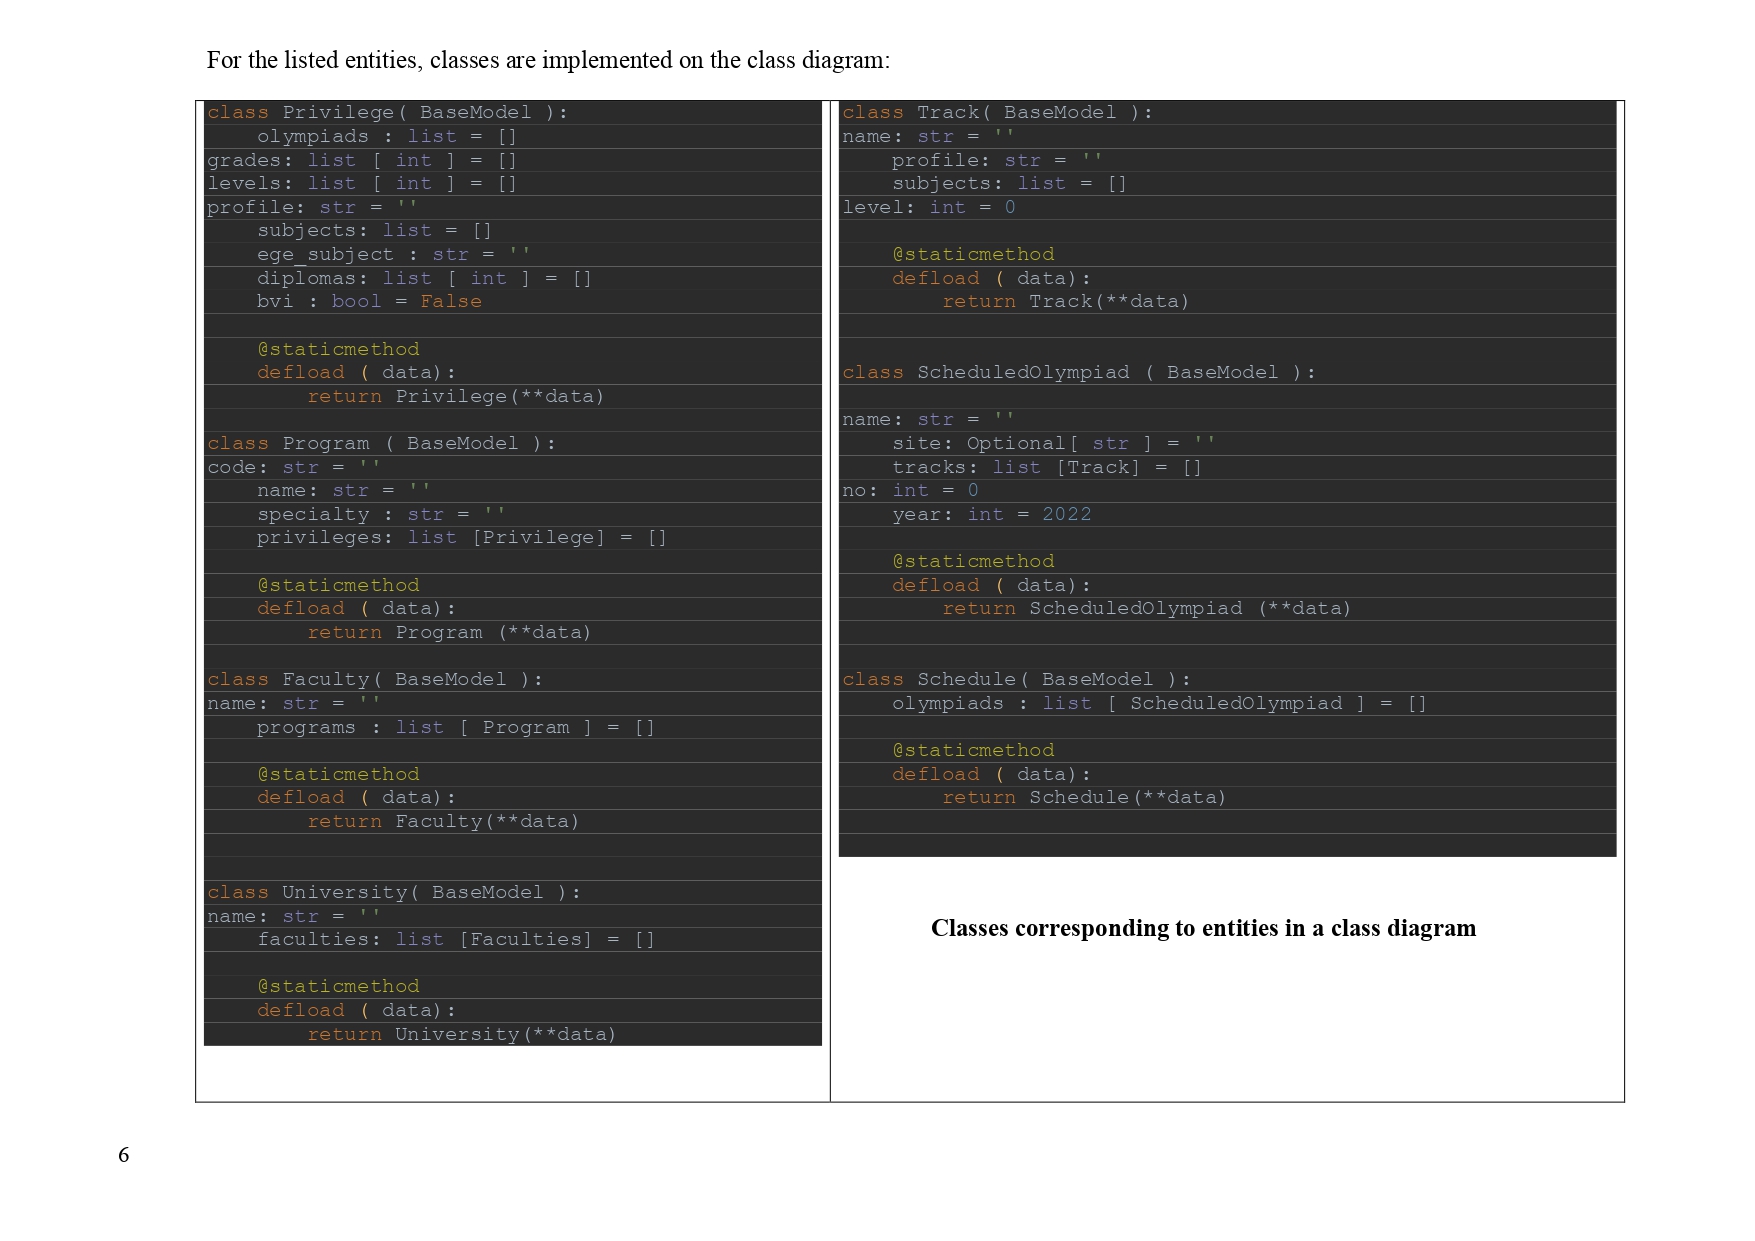 For the listed entities, classes are implemented on the class diagram:
class Privilege( BaseModel ):
    olympiads : list = []
grades: list [ int ] = []
levels: list [ int ] = []
profile: str = ''
    subjects: list = []
    ege_subject : str = ''
    diplomas: list [ int ] = []
    bvi : bool = False
    @staticmethod
    defload ( data):
        return Privilege(**data)
class Program ( BaseModel ):
code: str = ''
    name: str = ''
    specialty : str = ''
    privileges: list [Privilege] = []
    @staticmethod
    defload ( data):
        return Program (**data)
class Faculty( BaseModel ):
name: str = ''
    programs : list [ Program ] = []
    @staticmethod
    defload ( data):
        return Faculty(**data)
class University( BaseModel ):
name: str = ''
    faculties: list [Faculties] = []
    @staticmethod
    defload ( data):
        return University(**data)
class Track( BaseModel ):
name: str = ''
    profile: str = ''
    subjects: list = []
level: int = 0
    @staticmethod
    defload ( data):
        return Track(**data)
class ScheduledOlympiad ( BaseModel ):
name: str = ''
    site: Optional[ str ] = ''
    tracks: list [Track] = []
no: int = 0
    year: int = 2022
    @staticmethod
    defload ( data):
        return ScheduledOlympiad (**data)
class Schedule( BaseModel ):
    olympiads : list [ ScheduledOlympiad ] = []
    @staticmethod
    defload ( data):
        return Schedule(**data)
Classes corresponding to entities in a class diagram
6